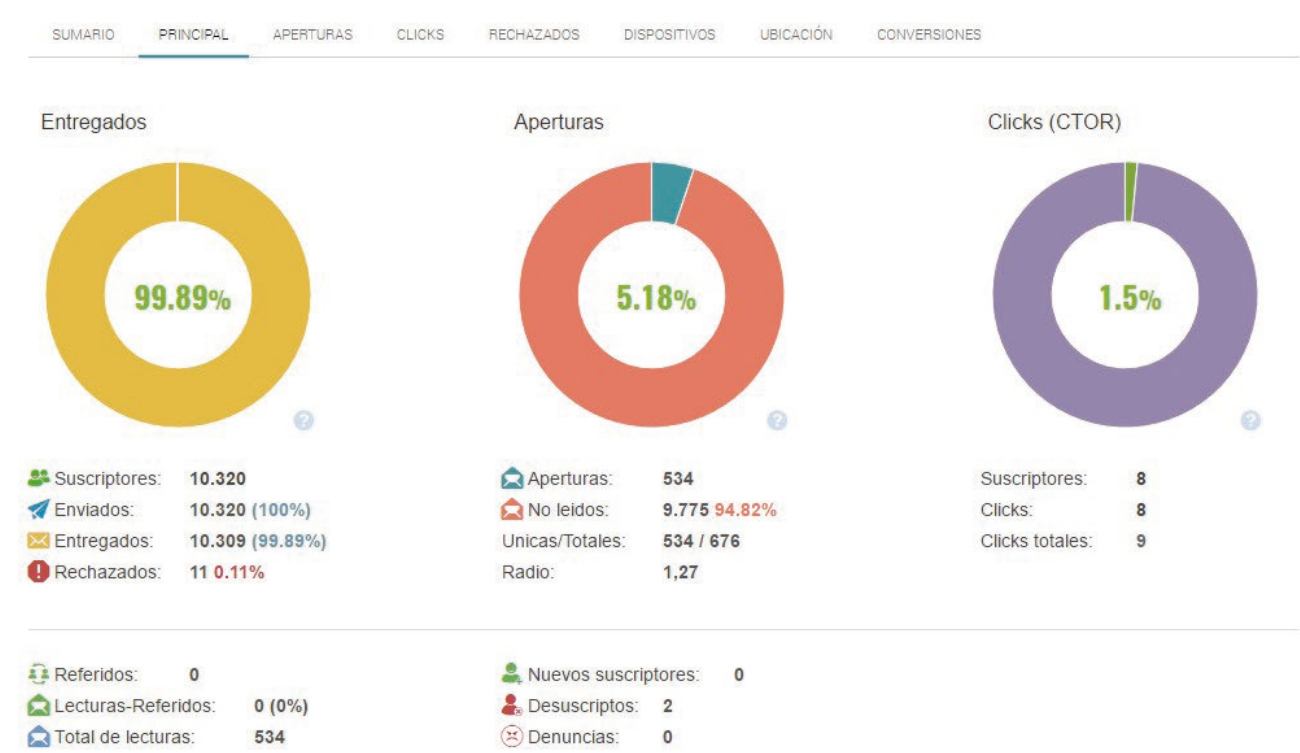 SUMARIO PRINCIPAL APERTURAS CLICKS RECHAZADOS DISPOSITIVOS UBICACIÓN CONVERSIONES
Entregados
99.89%
?
Suscriptores: 10.320
Enviados: 10.320 (100%)
Entregados: 10.309 (99.89%)
Rechazados: 11 0.11%
Aperturas
5.18%
?
Aperturas: 534
No leidos: 9.775 94.82%
Unicas/Totales: 534 / 676
Radio: 1,27
Clicks (CTOR)
1.5%
?
Suscriptores: 8
Clicks: 8
Clicks totales: 9
Referidos: 0
Lecturas-Referidos: 0 (0%)
Total de lecturas: 534
Nuevos suscriptores: 0
Desuscriptos: 2
Denuncias: 0